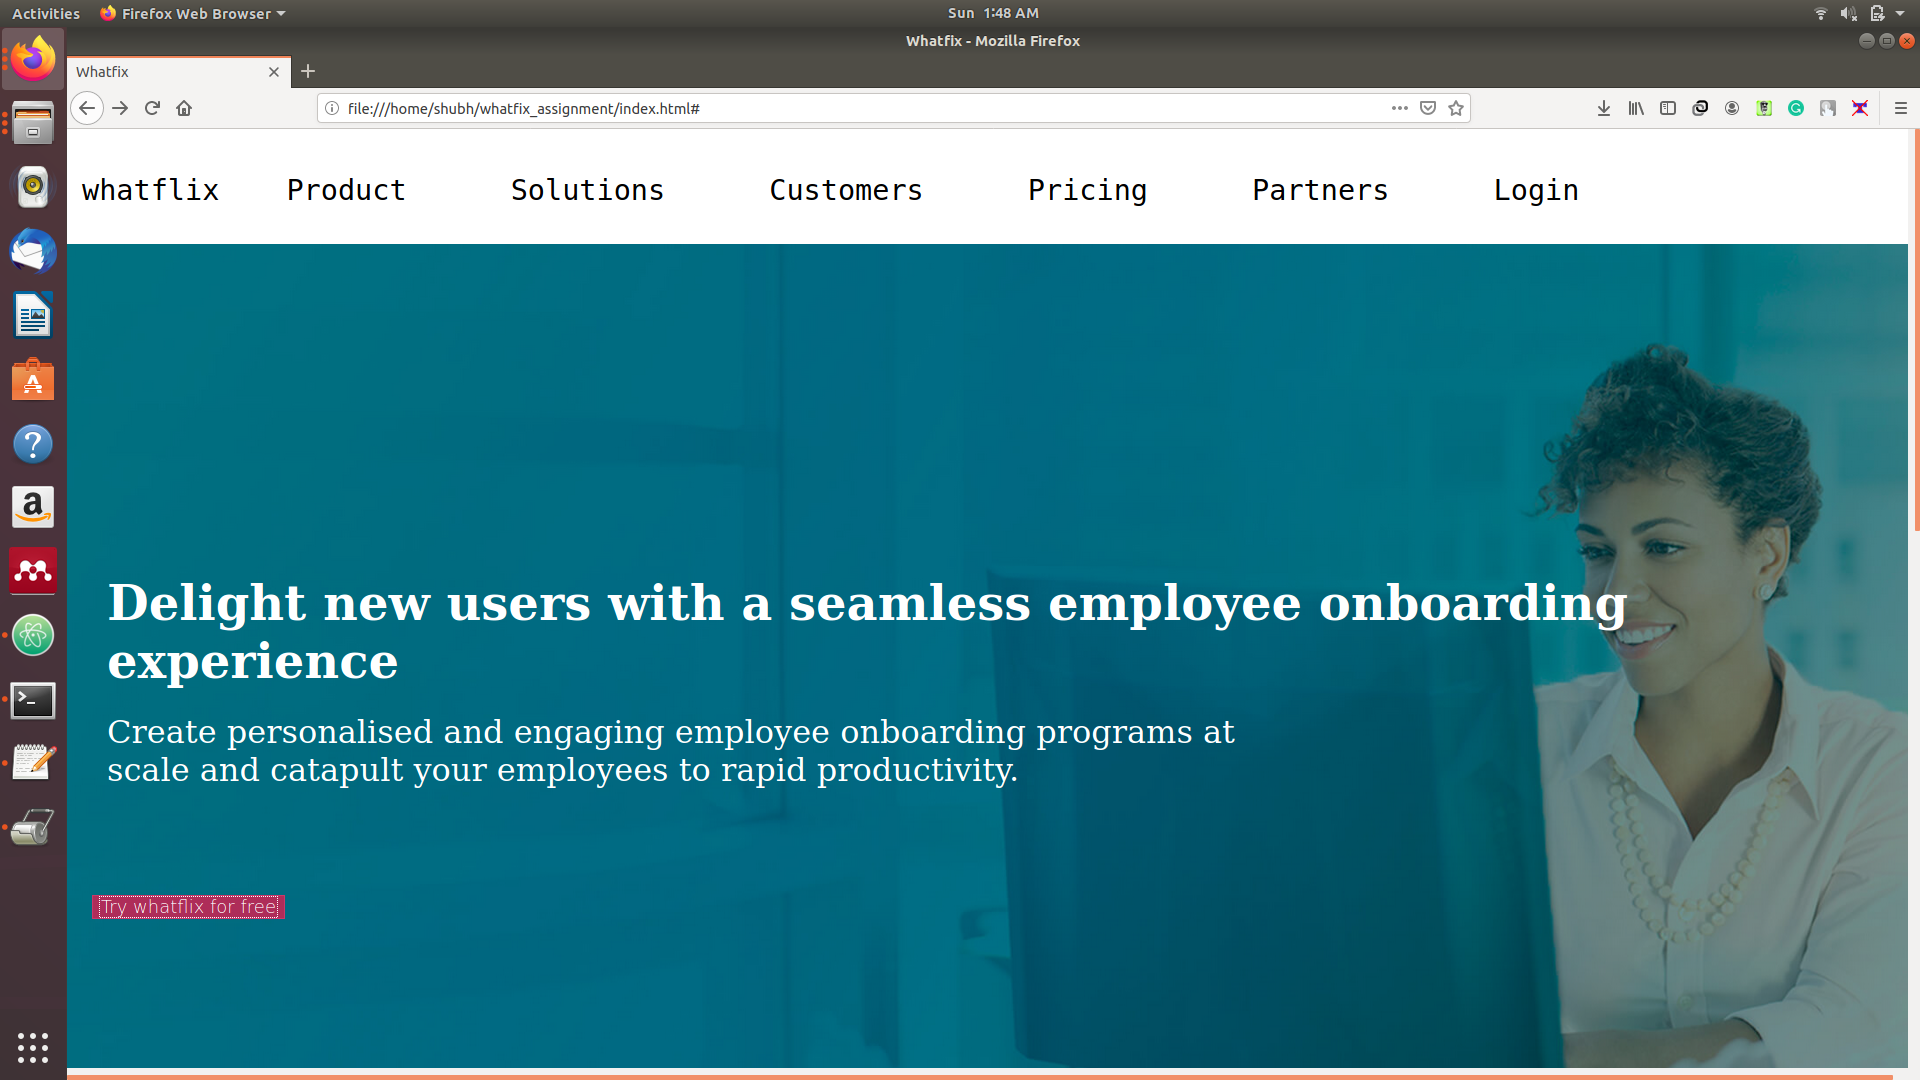 Activities Firefox Web Browser Sun 1:48 AM
Whatfix - Mozilla Firefox
Whatfix
file:///home/shubh/whatfix_assignment/index.html#
whatflix Product Solutions Customers Pricing Partners Login
Delight new users with a seamless employee onboarding
experience
Create personalised and engaging employee onboarding programs at
scale and catapult your employees to rapid productivity.
Try whatflix for free